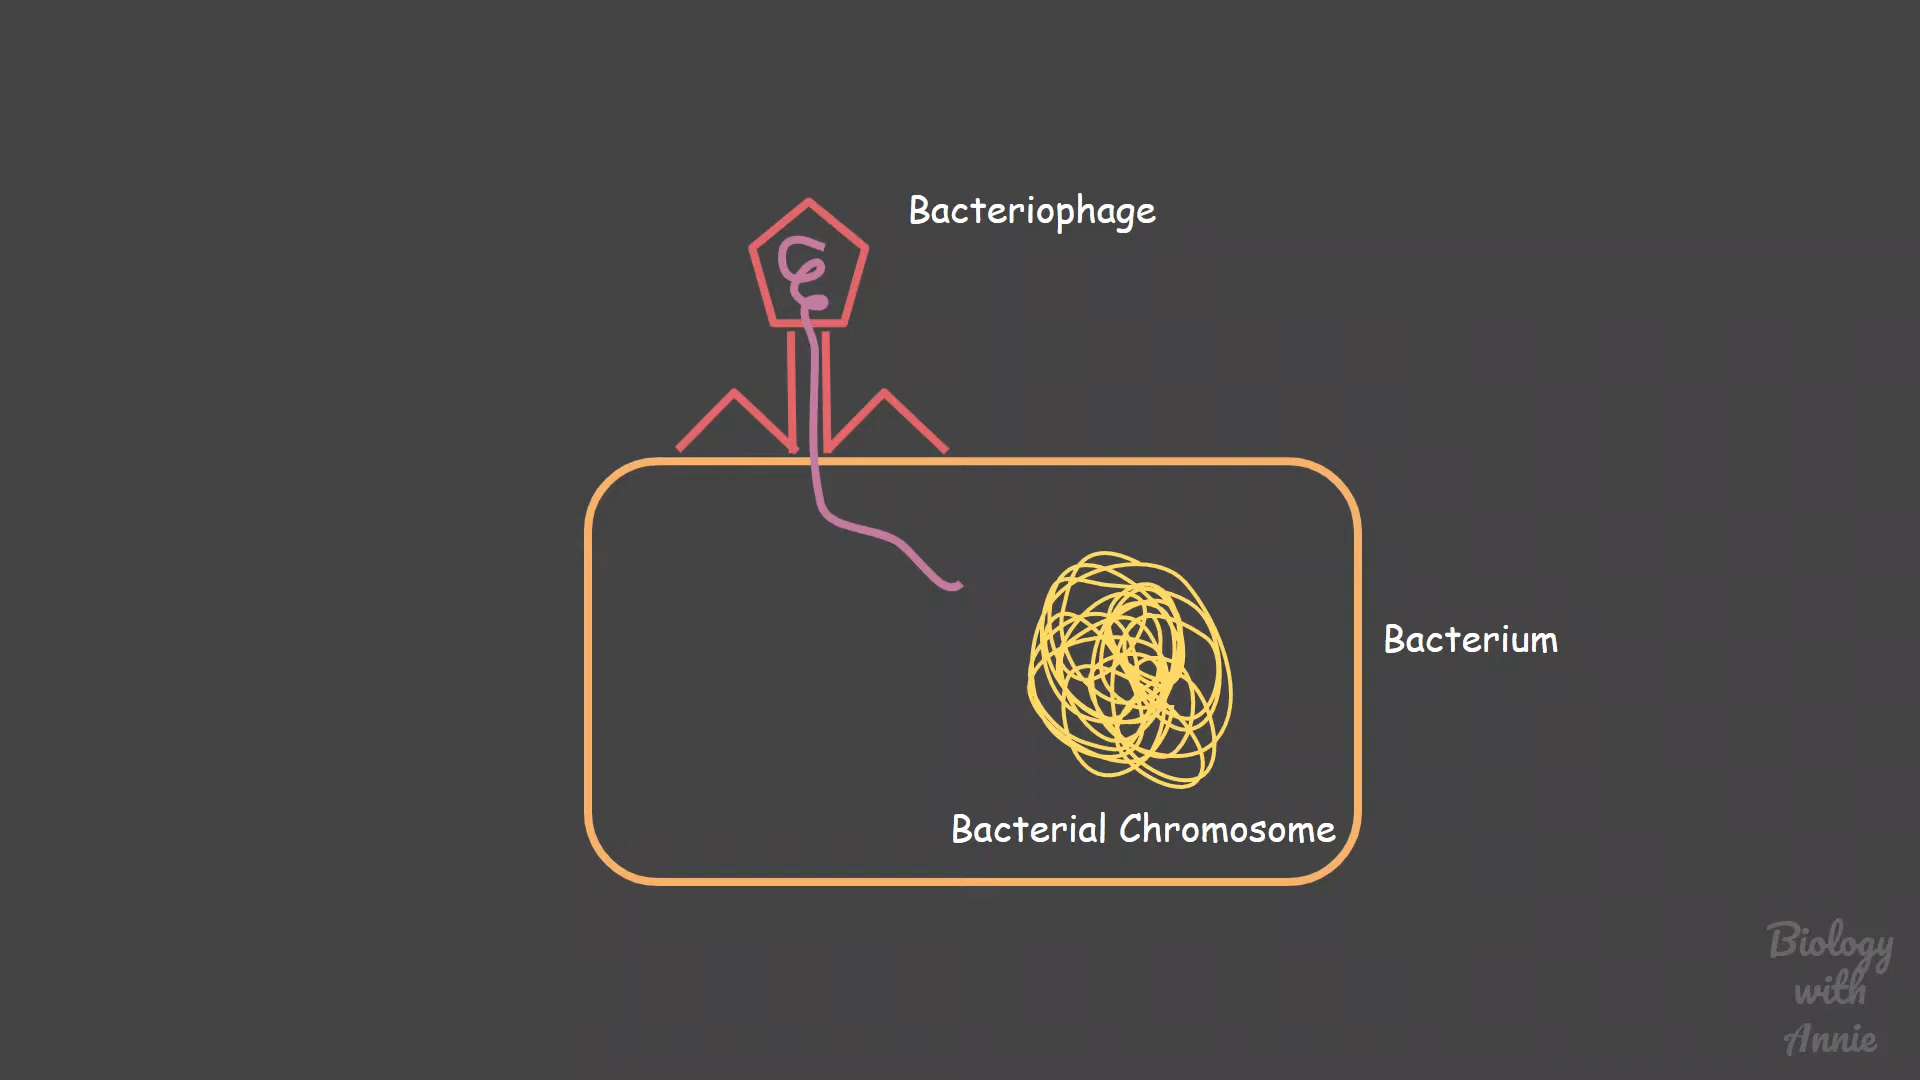 Bacteriophage
Bacterium
Bacterial Chromosome
Biology
with
Annie